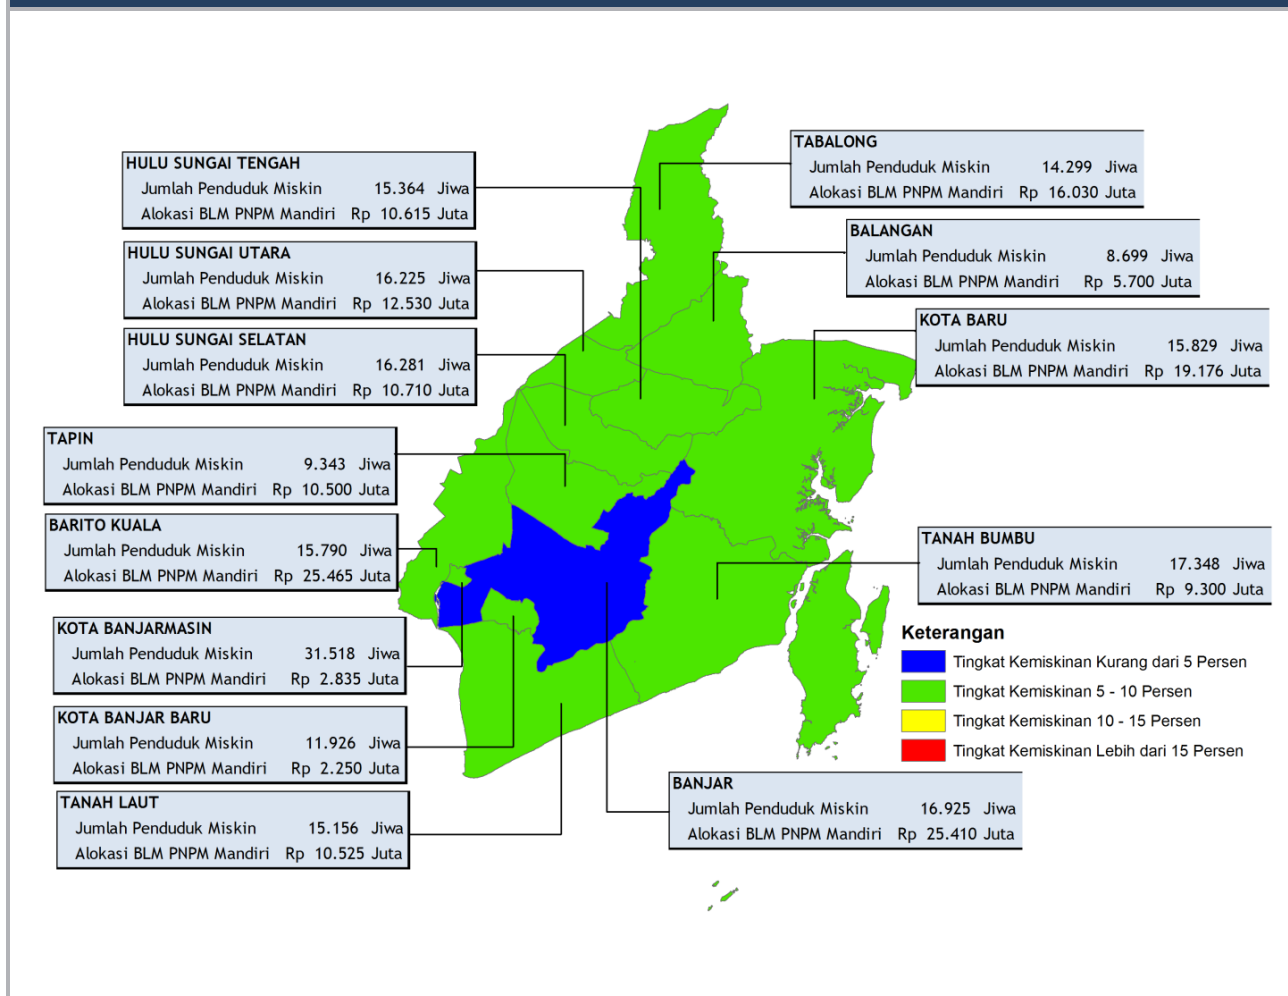 HULU SUNGAI TENGAH
Jumlah Penduduk Miskin 15.364 Jiwa
Alokasi BLM PNPM Mandiri Rp 10.615 Juta
HULU SUNGAI UTARA
Jumlah Penduduk Miskin 16.225 Jiwa
Alokasi BLM PNPM Mandiri Rp 12.530 Juta
HULU SUNGAI SELATAN
Jumlah Penduduk Miskin 16.281 Jiwa
Alokasi BLM PNPM Mandiri Rp 10.710 Juta
TAPIN
Jumlah Penduduk Miskin 9.343 Jiwa
Alokasi BLM PNPM Mandiri Rp 10.500 Juta
BARITO KUALA
Jumlah Penduduk Miskin 15.790 Jiwa
Alokasi BLM PNPM Mandiri Rp 25.465 Juta
KOTA BANJARMASIN
Jumlah Penduduk Miskin 31.518 Jiwa
Alokasi BLM PNPM Mandiri Rp 2.835 Juta
KOTA BANJAR BARU
Jumlah Penduduk Miskin 11.926 Jiwa
Alokasi BLM PNPM Mandiri Rp 2.250 Juta
TANAH LAUT
Jumlah Penduduk Miskin 15.156 Jiwa
Alokasi BLM PNPM Mandiri Rp 10.525 Juta
TABALONG
Jumlah Penduduk Miskin 14.299 Jiwa
Alokasi BLM PNPM Mandiri Rp 16.030 Juta
BALANGAN
Jumlah Penduduk Miskin 8.699 Jiwa
Alokasi BLM PNPM Mandiri Rp 5.700 Juta
KOTA BARU
Jumlah Penduduk Miskin 15.829 Jiwa
Alokasi BLM PNPM Mandiri Rp 19.176 Juta
TANAH BUMBU
Jumlah Penduduk Miskin 17.348 Jiwa
Alokasi BLM PNPM Mandiri Rp 9.300 Juta
Keterangan
Tingkat Kemiskinan Kurang dari 5 Persen
Tingkat Kemiskinan 5 - 10 Persen
Tingkat Kemiskinan 10 - 15 Persen
Tingkat Kemiskinan Lebih dari 15 Persen
BANJAR
Jumlah Penduduk Miskin 16.925 Jiwa
Alokasi BLM PNPM Mandiri Rp 25.410 Juta